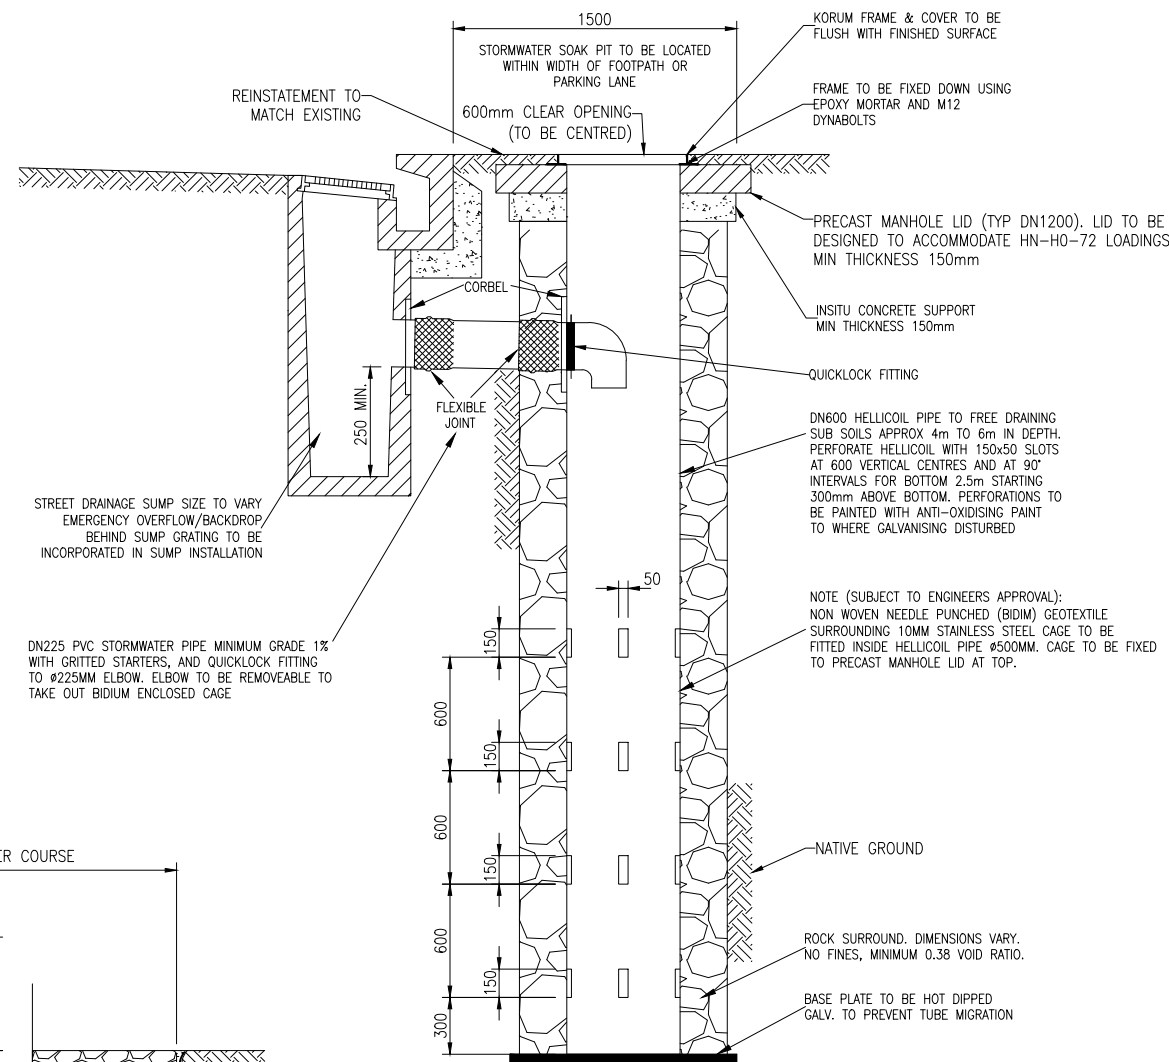 1500
STORMWATER SOAK PIT TO BE LOCATED
WITHIN WIDTH OF FOOTPATH OR
PARKING LANE
KORUM FRAME & COVER TO BE
FLUSH WITH FINISHED SURFACE
REINSTATEMENT TO
MATCH EXISTING
600mm CLEAR OPENING
(TO BE CENTRED)
FRAME TO BE FIXED DOWN USING
EPOXY MORTAR AND M12
DYNABOLTS
PRECAST MANHOLE LID (TYP DN1200). LID TO BE
DESIGNED TO ACCOMMODATE HN-HO-72 LOADINGS
MIN THICKNESS 150mm
CORBEL
INSITU CONCRETE SUPPORT
MIN THICKNESS 150mm
QUICKLOCK FITTING
250 MIN.
FLEXIBLE
JOINT
DN600 HELLICOIL PIPE TO FREE DRAINING
SUB SOILS APPROX 4m TO 6m IN DEPTH.
PERFORATE HELLICOIL WITH 150x50 SLOTS
AT 600 VERTICAL CENTRES AND AT 90°
INTERVALS FOR BOTTOM 2.5m STARTING
300mm ABOVE BOTTOM. PERFORATIONS TO
BE PAINTED WITH ANTI-OXIDISING PAINT
TO WHERE GALVANISING DISTURBED
STREET DRAINAGE SUMP SIZE TO VARY
EMERGENCY OVERFLOW/BACKDROP
BEHIND SUMP GRATING TO BE
INCORPORATED IN SUMP INSTALLATION
50
NOTE (SUBJECT TO ENGINEERS APPROVAL):
NON WOVEN NEEDLE PUNCHED (BIDIM) GEOTEXTILE
SURROUNDING 10MM STAINLESS STEEL CAGE TO BE
FITTED INSIDE HELLICOIL PIPE ø500MM. CAGE TO BE FIXED
TO PRECAST MANHOLE LID AT TOP.
DN225 PVC STORMWATER PIPE MINIMUM GRADE 1%
WITH GRITTED STARTERS, AND QUICKLOCK FITTING
TO ø225MM ELBOW. ELBOW TO BE REMOVEABLE TO
TAKE OUT BIDIUM ENCLOSED CAGE
150
600
150
600
150
600
150
300
ER COURSE
NATIVE GROUND
ROCK SURROUND. DIMENSIONS VARY.
NO FINES, MINIMUM 0.38 VOID RATIO.
BASE PLATE TO BE HOT DIPPED
GALV. TO PREVENT TUBE MIGRATION